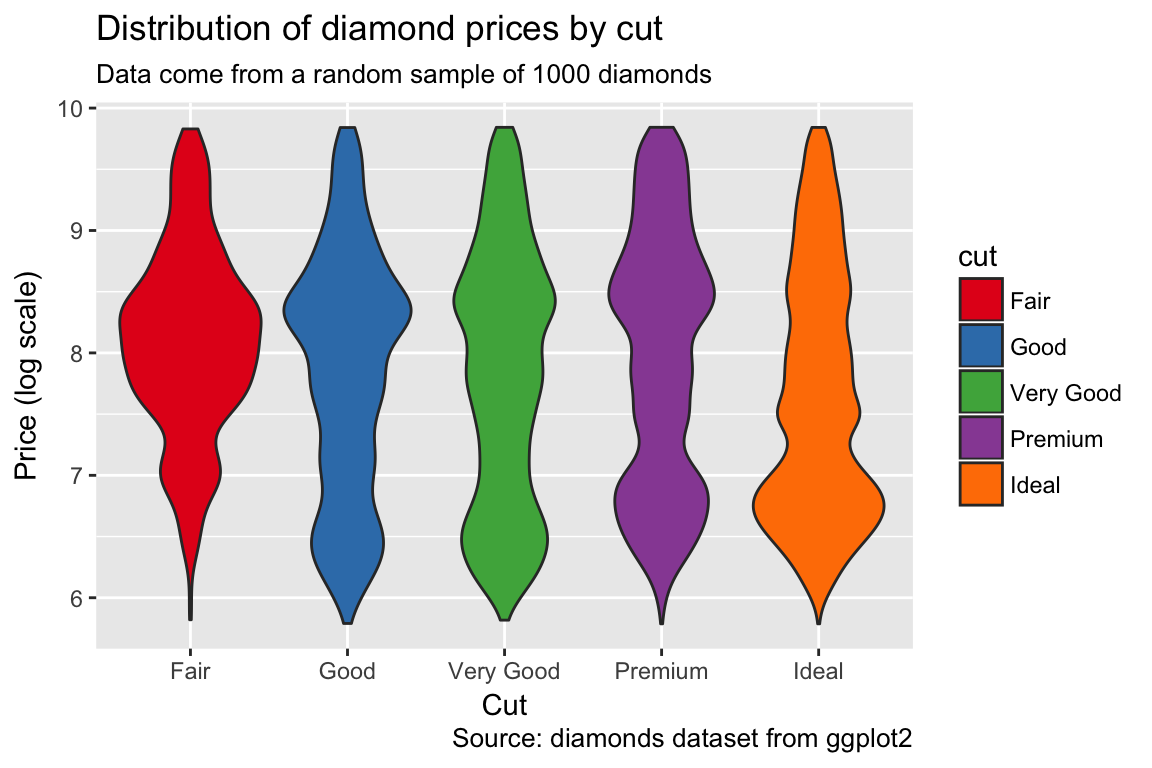 Distribution of diamond prices by cut
Data come from a random sample of 1000 diamonds
Price (log scale)
10
9
8
7
6
Fair
Good
Very Good
Premium
Ideal
Cut
Source: diamonds dataset from ggplot2
cut
Fair
Good
Very Good
Premium
Ideal